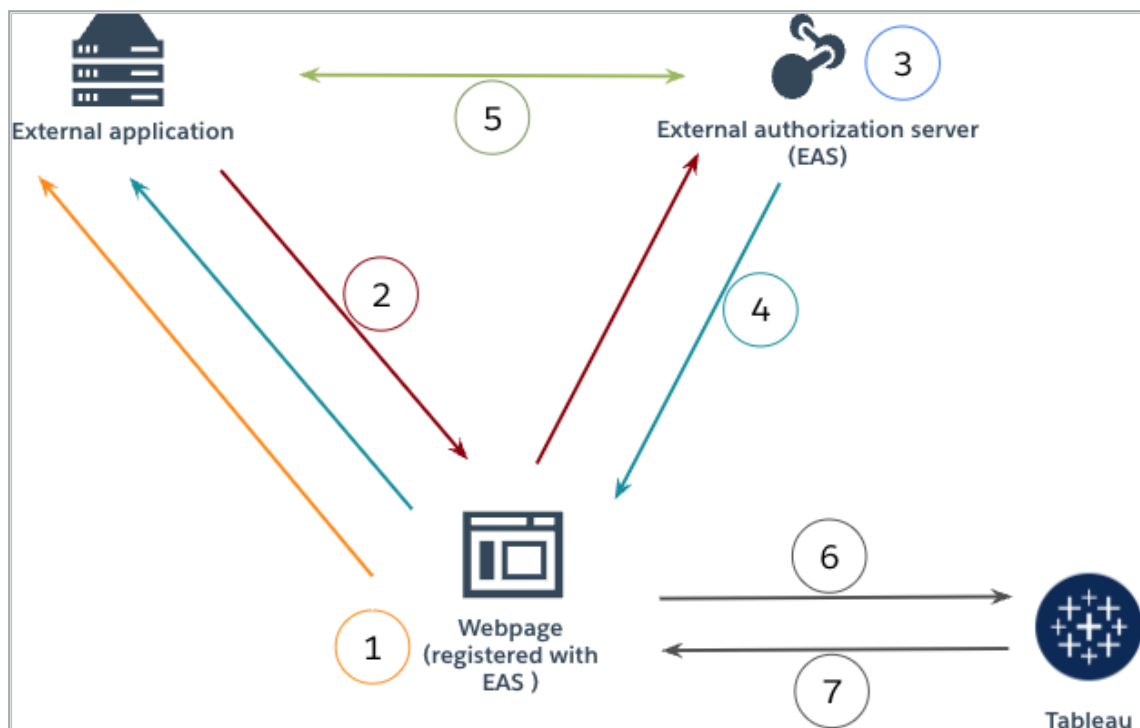 3
5
External application
External authorization server
(EAS)
2
4
6
1
Webpage
(registered with
EAS )
7
Tableau